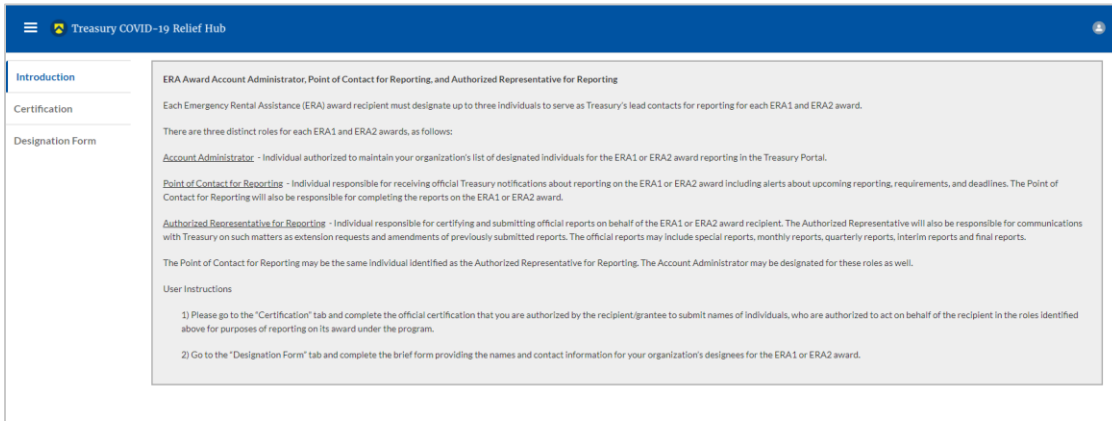 Treasury COVID-19 Relief Hub
Introduction
Certification
Designation Form
ERA Award Account Administrator, Point of Contact for Reporting, and Authorized Representative for Reporting
Each Emergency Rental Assistance (ERA) award recipient must designate up to three individuals to serve as Treasury's lead contacts for reporting for each ERA1 and ERA2 award.
There are three distinct roles for each ERA1 and ERA2 awards, as follows:
Account Administrator - Individual authorized to maintain your organization's list of designated individuals for the ERA1 or ERA2 award reporting in the Treasury Portal.
Point of Contact for Reporting - Individual responsible for receiving official Treasury notifications about reporting on the ERA1 or ERA2 award including alerts about upcoming reporting, requirements, and deadlines. The Point of
Contact for Reporting will also be responsible for completing the reports on the ERA1 or ERA2 award.
Authorized Representative for Reporting - Individual responsible for certifying and submitting official reports on behalf of the ERA1 or ERA2 award recipient. The Authorized Representative will also be responsible for communications
with Treasury on such matters as extension requests and amendments of previously submitted reports. The official reports may include special reports, monthly reports, quarterly reports, interim reports and final reports.
The Point of Contact for Reporting may be the same individual identified as the Authorized Representative for Reporting. The Account Administrator may be designated for these roles as well.
User Instructions
1) Please go to the "Certification" tab and complete the official certification that you are authorized by the recipient/grantee to submit names of individuals, who are authorized to act on behalf of the recipient in the roles identified
above for purposes of reporting on its award under the program.
2) Go to the "Designation Form" tab and complete the brief form providing the names and contact information for your organization's designees for the ERA1 or ERA2 award.